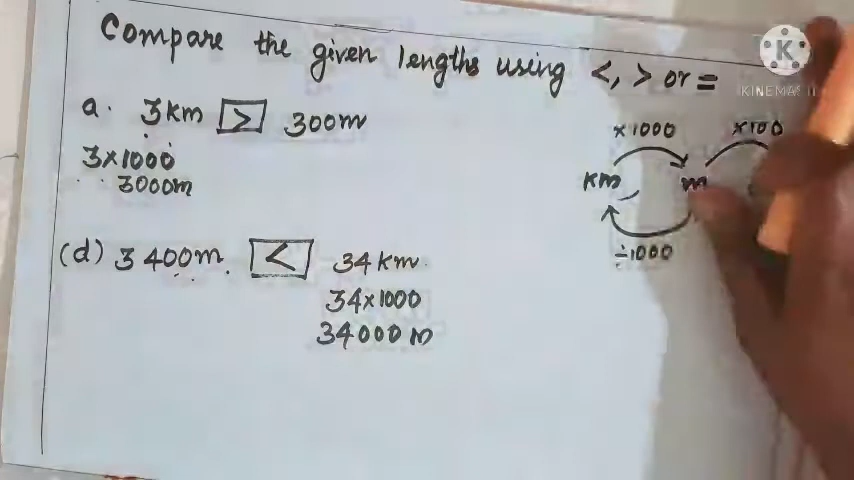 Compare the given lengths using <, > or =
K
KINEMA
a. 3km > 300m
3×1000
3000m
×1000 ×100
km m
÷1000
(d) 3400m < 34km.
34×1000
34000m